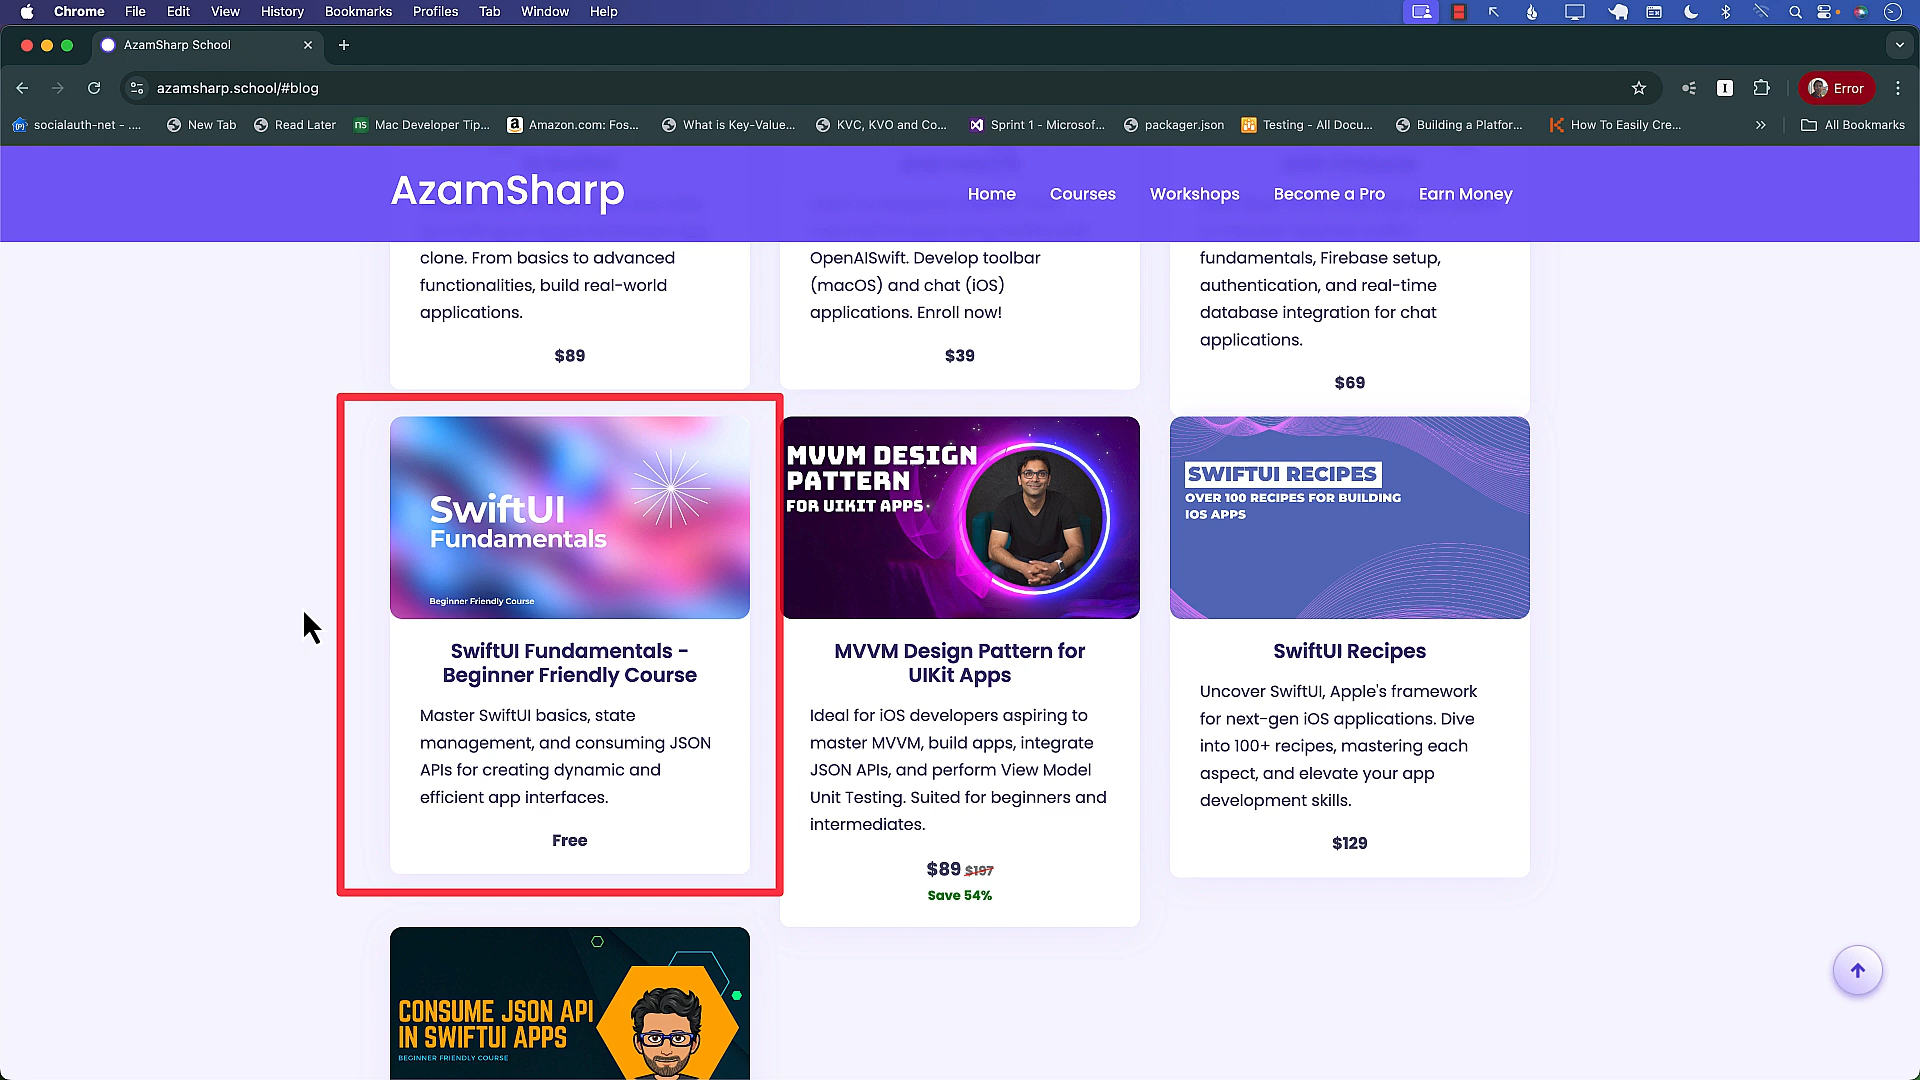 Chrome File Edit View History Bookmarks Profiles Tab Window Help
AzamSharp School
azamsharp.school/#blog
Error
socialauth-net - ....
New Tab
Read Later
ns
Mac Developer Tip...
Amazon.com: Fos...
What is Key-Value...
KVC, KVO and Co...
Sprint 1 - Microsof...
packager.json
Testing - All Docu...
Building a Platfor...
How To Easily Cre...
All Bookmarks
AzamSharp
Home Courses Workshops Become a Pro Earn Money
clone. From basics to advanced
functionalities, build real-world
applications.
$89
OpenAISwift. Develop toolbar
(macOS) and chat (iOS)
applications. Enroll now!
$39
fundamentals, Firebase setup,
authentication, and real-time
database integration for chat
applications.
$69
SwiftUI
Fundamentals
Beginner Friendly Course
SwiftUI Fundamentals -
Beginner Friendly Course
Master SwiftUI basics, state
management, and consuming JSON
APIs for creating dynamic and
efficient app interfaces.
Free
MVVM DESIGN
PATTERN
FOR UIKIT APPS
MVVM Design Pattern for
UIKit Apps
Ideal for iOS developers aspiring to
master MVVM, build apps, integrate
JSON APIs, and perform View Model
Unit Testing. Suited for beginners and
intermediates.
$89 $197
Save 54%
SWIFTUI RECIPES
OVER 100 RECIPES FOR BUILDING
IOS APPS
SwiftUI Recipes
Uncover SwiftUI, Apple's framework
for next-gen iOS applications. Dive
into 100+ recipes, mastering each
aspect, and elevate your app
development skills.
$129
CONSUME JSON API
IN SWIFTUI APPS
BEGINNER FRIENDLY COURSE